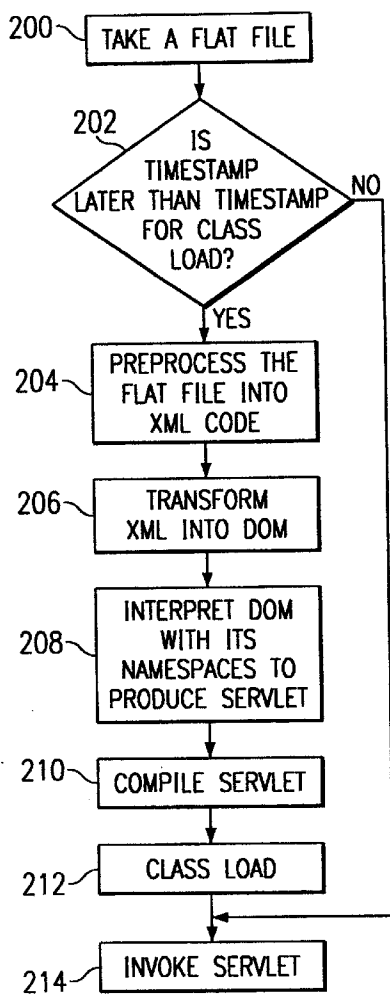 200
TAKE A FLAT FILE
202
IS
TIMESTAMP
LATER THAN TIMESTAMP
FOR CLASS
LOAD?
NO
YES
204
PREPROCESS THE
FLAT FILE INTO
XML CODE
206
TRANSFORM
XML INTO DOM
208
INTERPRET DOM
WITH ITS
NAMESPACES TO
PRODUCE SERVLET
210
COMPILE SERVLET
212
CLASS LOAD
214
INVOKE SERVLET